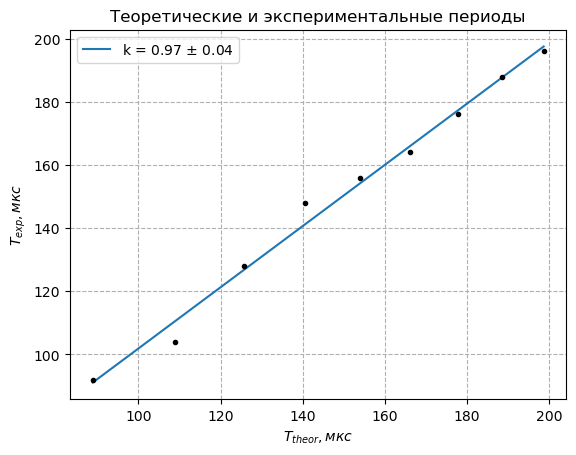 Теоретические и экспериментальные периоды
k = 0.97 ± 0.04
200
180
160
140
120
100
T_exp, мкс
100 120 140 160 180 200
T_theor, мкс